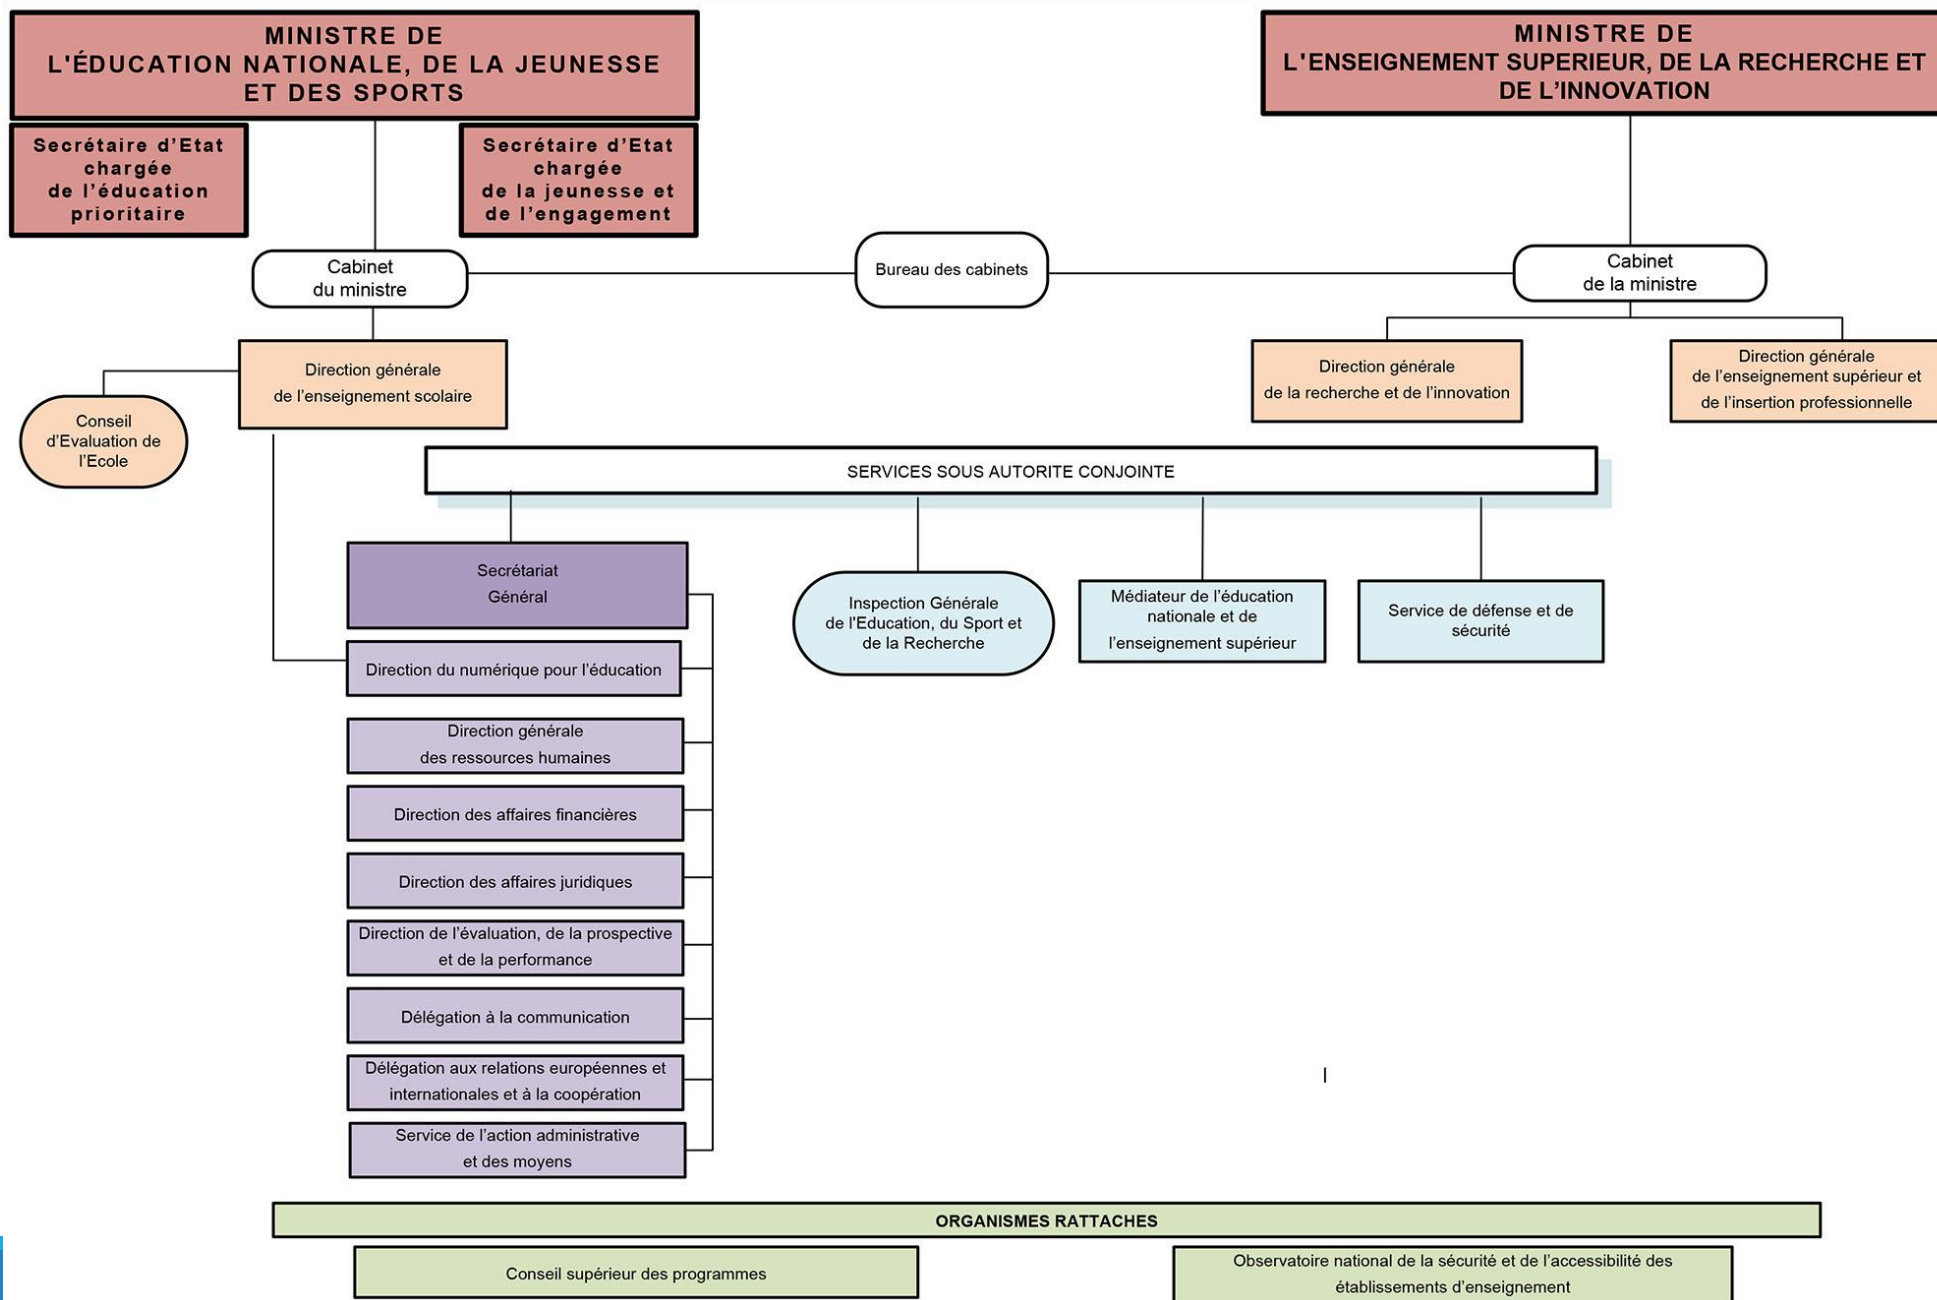 MINISTRE DE
L'ÉDUCATION NATIONALE, DE LA JEUNESSE
ET DES SPORTS
MINISTRE DE
L'ENSEIGNEMENT SUPERIEUR, DE LA RECHERCHE ET
DE L'INNOVATION
Secrétaire d'Etat
chargée
de l'éducation
prioritaire
Secrétaire d'Etat
chargée
de la jeunesse et
de l'engagement
Cabinet
du ministre
Bureau des cabinets
Cabinet
de la ministre
Direction générale
de l'enseignement scolaire
Direction générale
de la recherche et de l'innovation
Direction générale
de l'enseignement supérieur et
de l'insertion professionnelle
Conseil
d'Evaluation de
l'Ecole
SERVICES SOUS AUTORITE CONJOINTE
Secrétariat
Général
Inspection Générale
de l'Education, du Sport et
de la Recherche
Médiateur de l'éducation
nationale et de
l'enseignement supérieur
Service de défense et de
sécurité
Direction du numérique pour l'éducation
Direction générale
des ressources humaines
Direction des affaires financières
Direction des affaires juridiques
Direction de l'évaluation, de la prospective
et de la performance
Délégation à la communication
Délégation aux relations européennes et
internationales et à la coopération
Service de l'action administrative
et des moyens
ORGANISMES RATTACHES
Conseil supérieur des programmes
Observatoire national de la sécurité et de l'accessibilité des
établissements d'enseignement